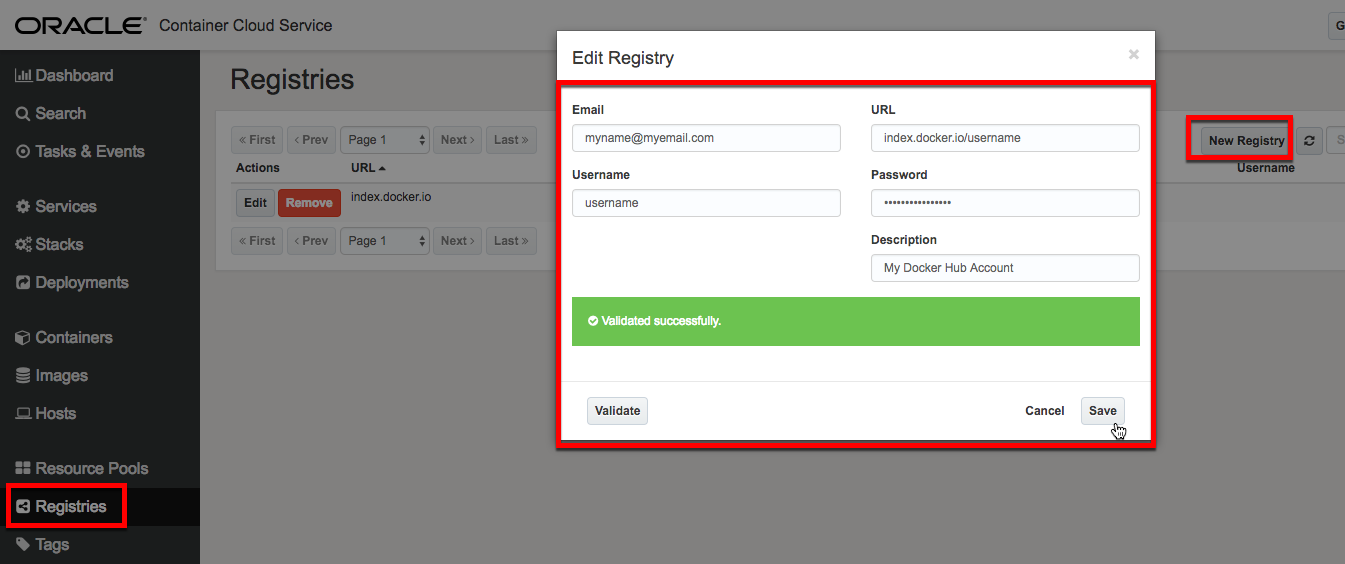 ORACLE® Container Cloud Service
G
Dashboard
Search
Tasks & Events
Services
Stacks
Deployments
Containers
Images
Hosts
Resource Pools
Registries
Tags
Registries
« First ‹ Prev Page 1 Next › Last »
New Registry S
Actions URL Username
Edit Remove index.docker.io
« First ‹ Prev Page 1 Next › Last »
Edit Registry ×
Email URL
myname@myemail.com index.docker.io/username
Username Password
username ••••••••••••••••
Description
My Docker Hub Account
Validated successfully.
Validate Cancel Save